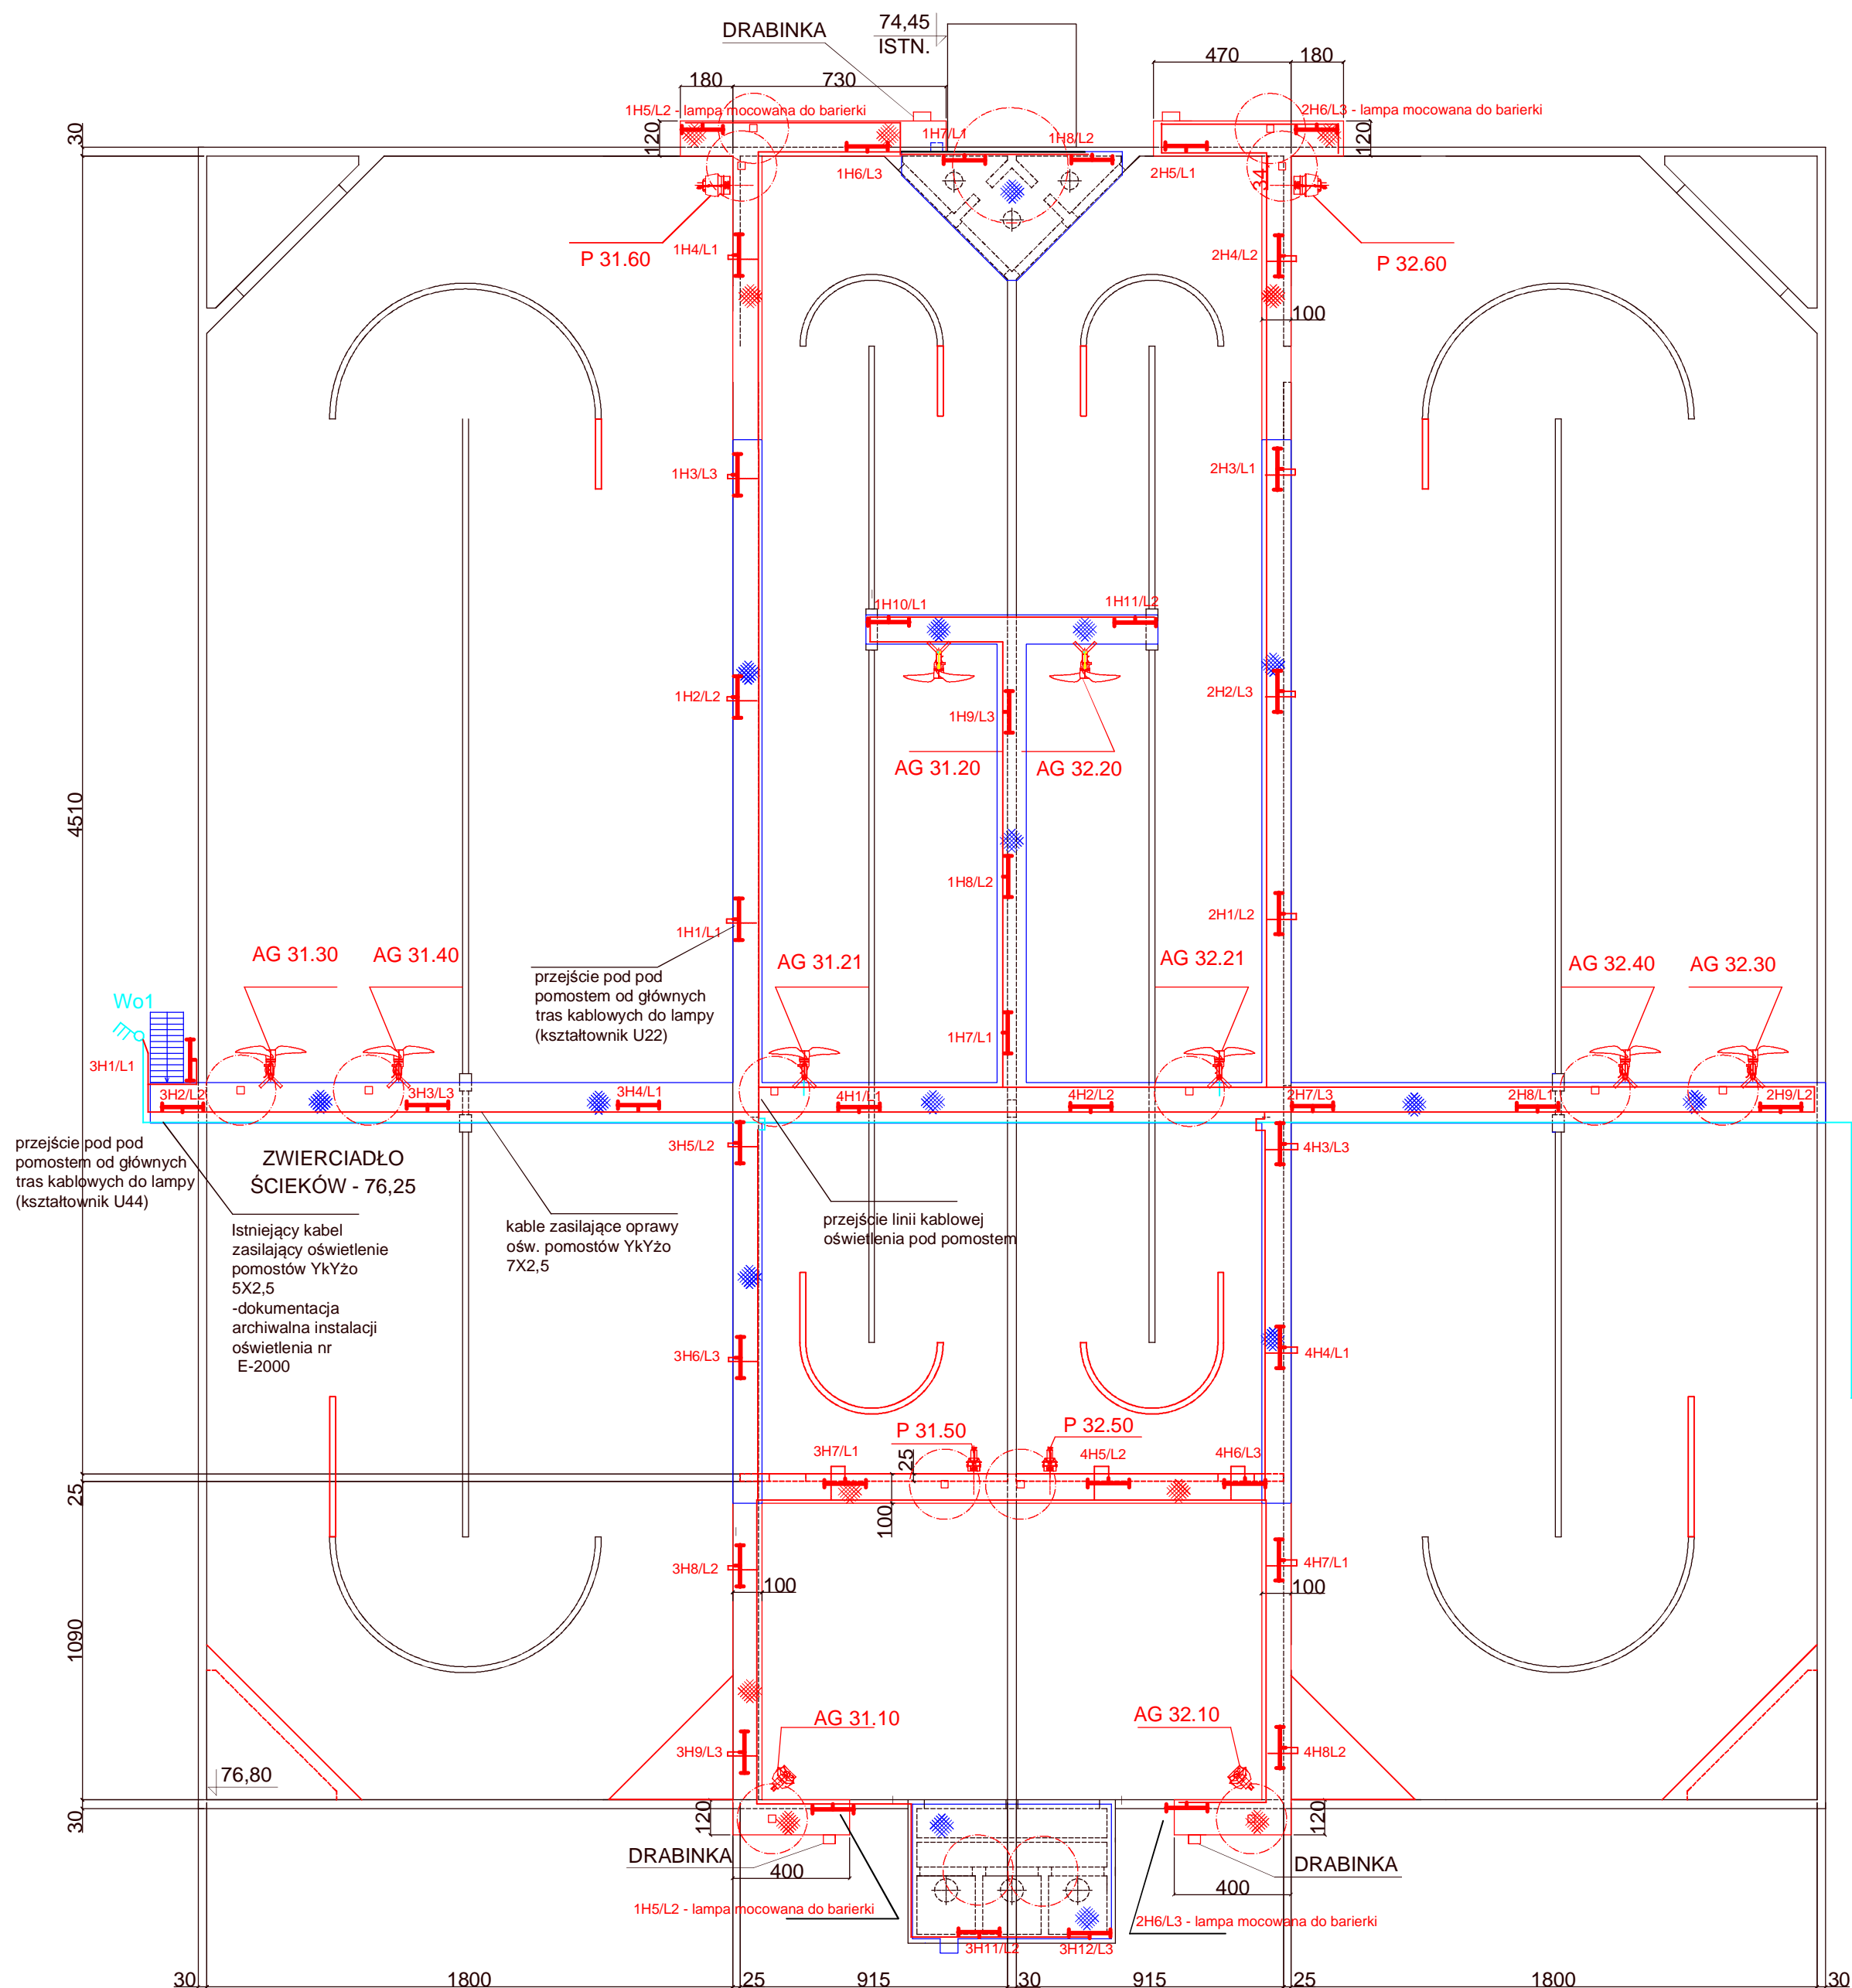 DRABINKA
74,45
ISTN.
470
180
180
730
1H5/L2 - lampa mocowana do barierki
2H6/L3 - lampa mocowana do barierki
30
120
120
1H7/L1
1H8/L2
1H6/L3
2H5/L1
34
P 31.60
1H4/L1
2H4/L2
P 32.60
100
1H3/L3
2H3/L1
1H10/L1
1H11/L2
1H2/L2
2H2/L3
1H9/L3
AG 31.20
AG 32.20
4510
1H8/L2
1H1/L1
2H1/L2
AG 31.30
AG 31.40
AG 31.21
AG 32.21
AG 32.40
AG 32.30
przejście pod pod
pomostem od głównych
tras kablowych do lampy
(kształtownik U22)
Wo1
1H7/L1
3H1/L1
3H2/L2
3H3/L3
3H4/L1
4H1/L1
4H2/L2
2H7/L3
2H8/L1
2H9/L2
przejście pod pod
pomostem od głównych
tras kablowych do lampy
(kształtownik U44)
ZWIERCIADŁO
ŚCIEKÓW - 76,25
3H5/L2
4H3/L3
Istniejący kabel
zasilający oświetlenie
pomostów YkYżo
5X2,5
-dokumentacja
archiwalna instalacji
oświetlenia nr
E-2000
kable zasilające oprawy
ośw. pomostów YkYżo
7X2,5
przejście linii kablowej
oświetlenia pod pomostem
3H6/L3
4H4/L1
P 31.50
P 32.50
3H7/L1
25
4H5/L2
4H6/L3
25
100
3H8/L2
4H7/L1
100
100
1090
AG 31.10
AG 32.10
3H9/L3
4H8L2
76,80
30
120
120
DRABINKA
400
DRABINKA
400
1H5/L2 - lampa mocowana do barierki
2H6/L3 - lampa mocowana do barierki
3H11/L2
3H12/L3
30
1800
25
915
30
915
25
1800
30